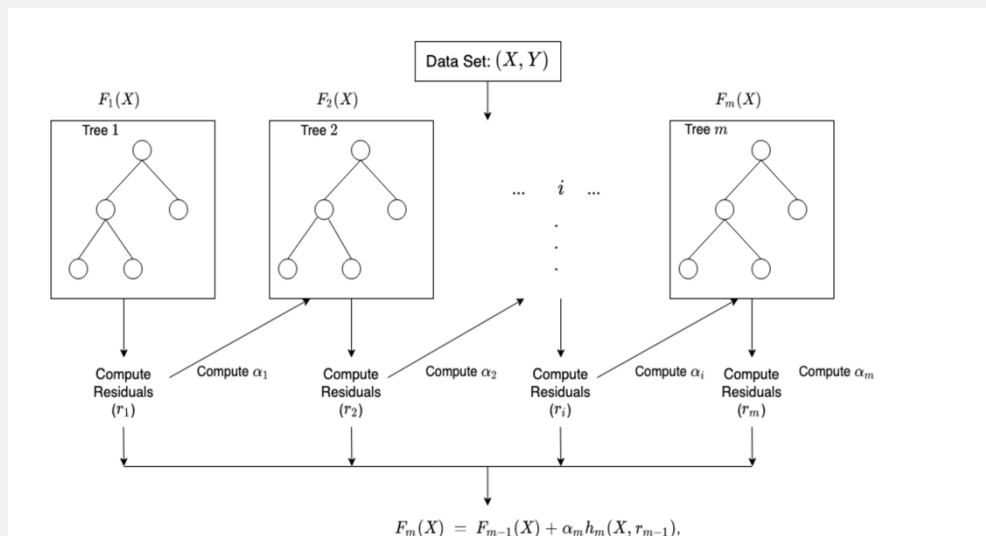 Data Set: (X, Y)
F₁(X)
F₂(X)
Fₘ(X)
Tree 1
Tree 2
Tree m
... i ...
.
.
.
Compute
Residuals
(r₁)
Compute α₁
Compute
Residuals
(r₂)
Compute α₂
Compute
Residuals
(rᵢ)
Compute αᵢ
Compute
Residuals
(rₘ)
Compute αₘ
Fₘ(X) = Fₘ₋₁(X) + αₘhₘ(X, rₘ₋₁),